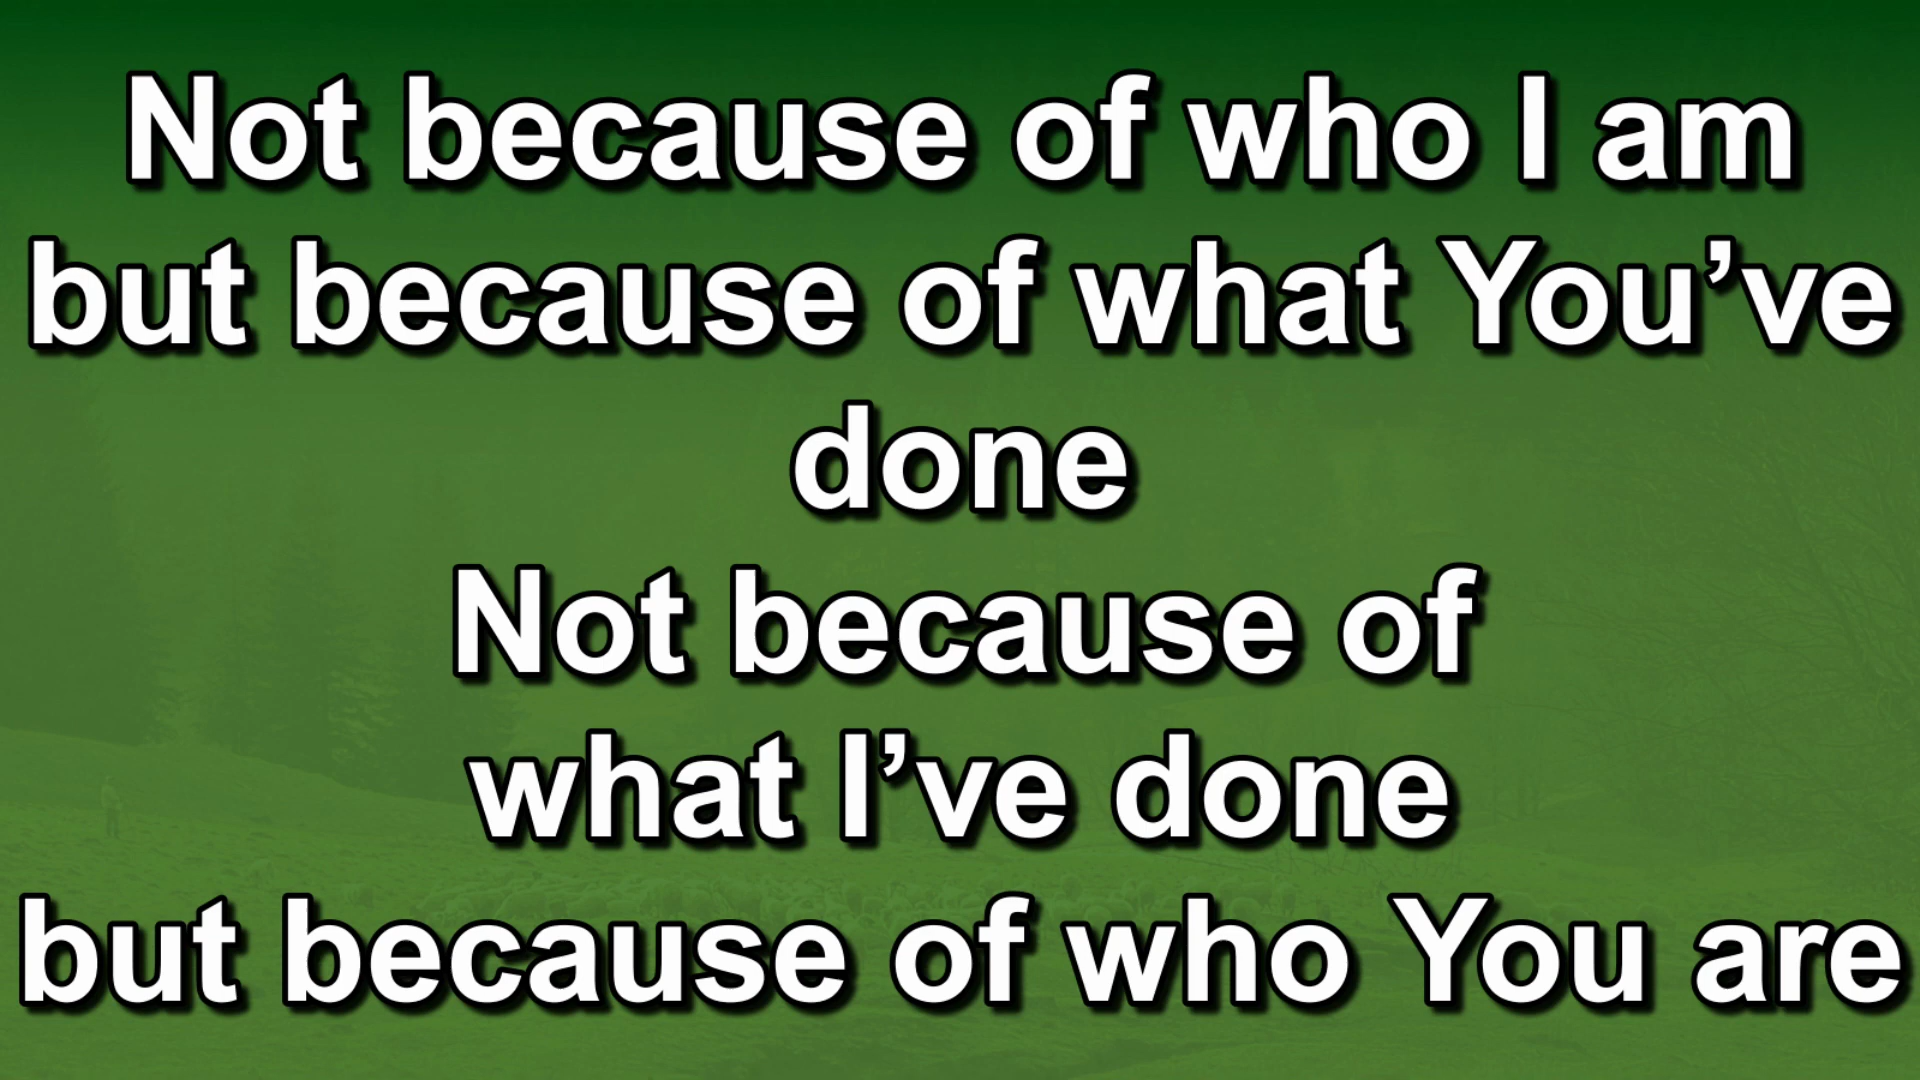 Not because of who I am
but because of what You’ve
done
Not because of
what I’ve done
but because of who You are